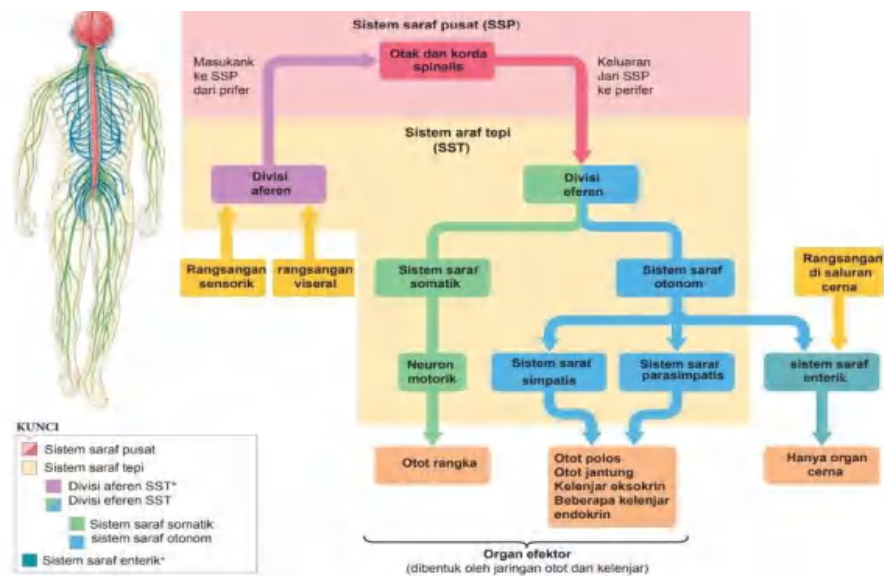 Sistem saraf pusat (SSP)
Masukank
ke SSP
dari prifer
Otak dan korda
spinalis
Keluaran
Jari SSP
ke perifer
Sistem araf tepi
(SST)
Divisi
aferen
Divisi
eferan
Rangsangan
sensorik
rangsangan
viseral
Sistem saraf
somatik
Sistem saraf
otonom
Rangsangan
di saluran
cerna
Neuron
motorik
Sistem saraf
simpatis
Sistem saraf
parasimpatis
sistem saraf
enterik
Otot rangka
Otot polos
Otot jantung
Kelenjar eksokrin
Beberapa kelenjar
endokrin
Hanya organ
cerna
Organ efektor
(dibentuk oleh jaringan otot dan kelenjar)
KUNCI
Sistem saraf pusat
Sistem saraf tepi
Divisi aferen SST*
Divisi eferen SST
Sistem saraf somatik
sistem saraf otonom
Sistem saraf enterik*